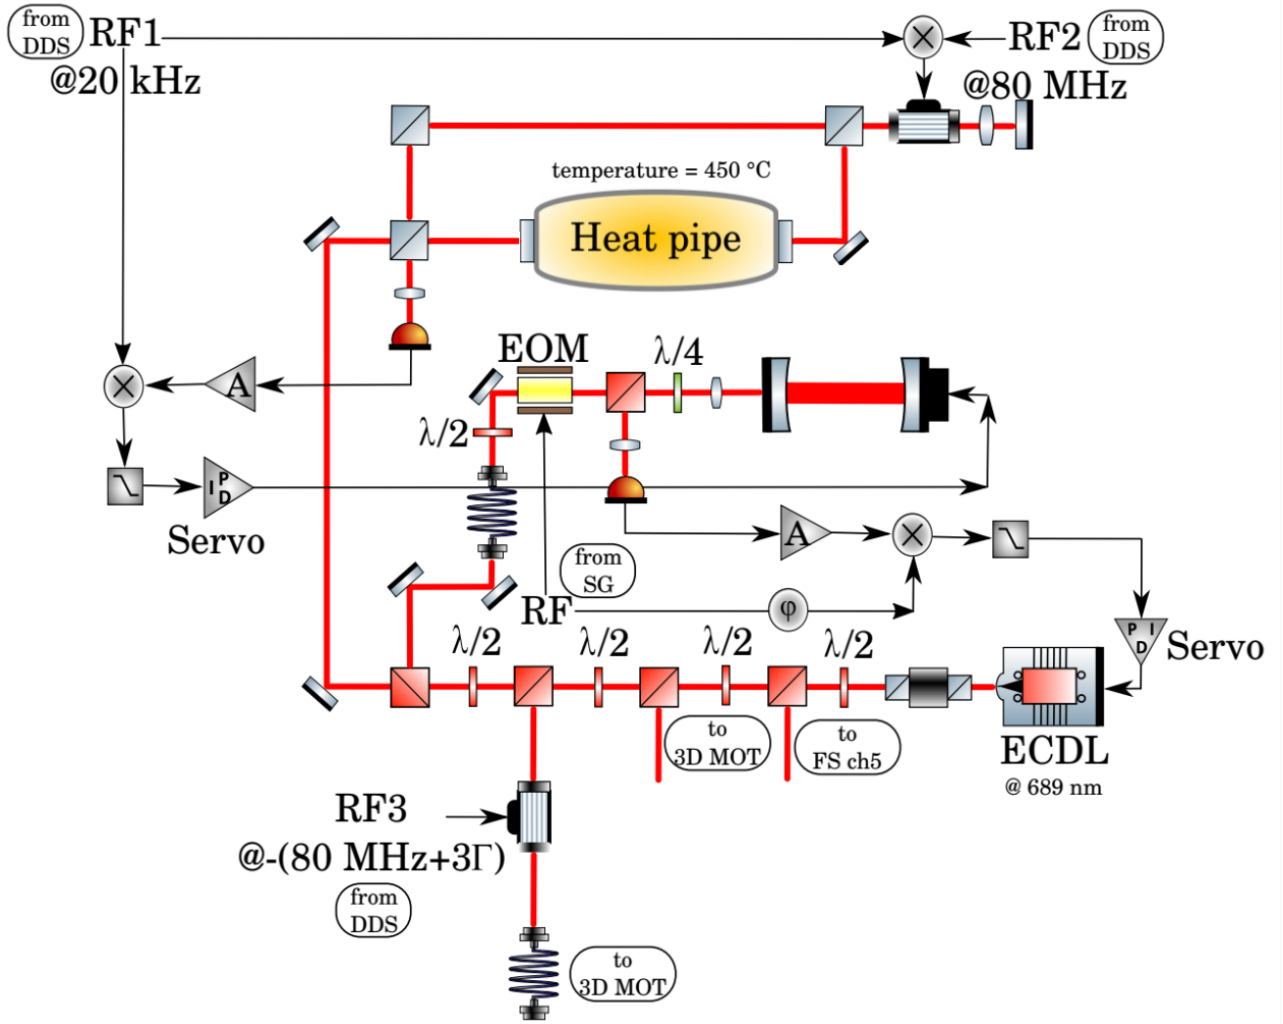 from
DDS
RF1
@20 kHz
RF2
from
DDS
@80 MHz
temperature = 450 °C
Heat pipe
EOM
λ/4
A
λ/2
I P D
Servo
A
from
SG
RF
φ
P I D
Servo
λ/2
λ/2
λ/2
λ/2
to
3D MOT
to
FS ch5
ECDL
@ 689 nm
RF3
@-(80 MHz+3Γ)
from
DDS
to
3D MOT